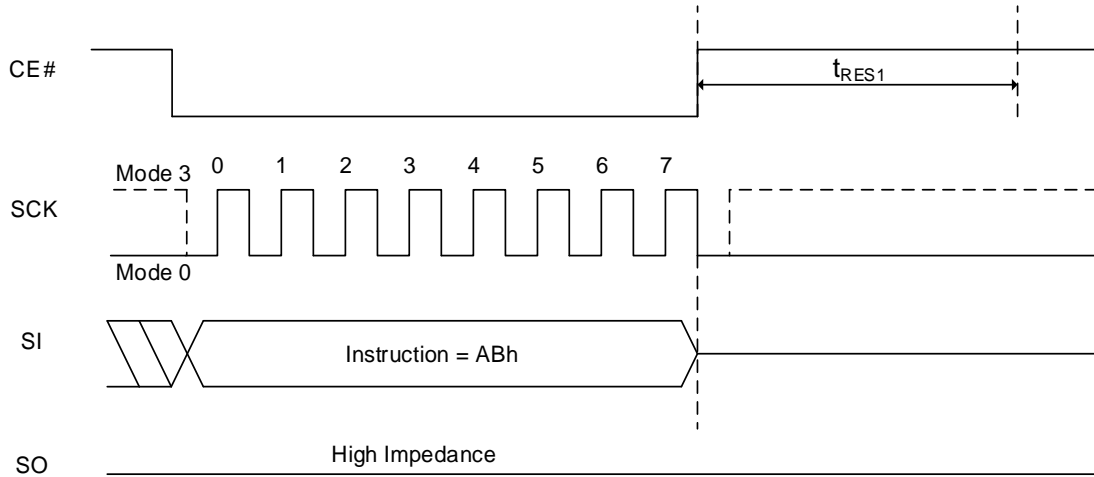 CE#
tRES1
Mode 3
0 1 2 3 4 5 6 7
SCK
Mode 0
SI
Instruction = ABh
SO
High Impedance